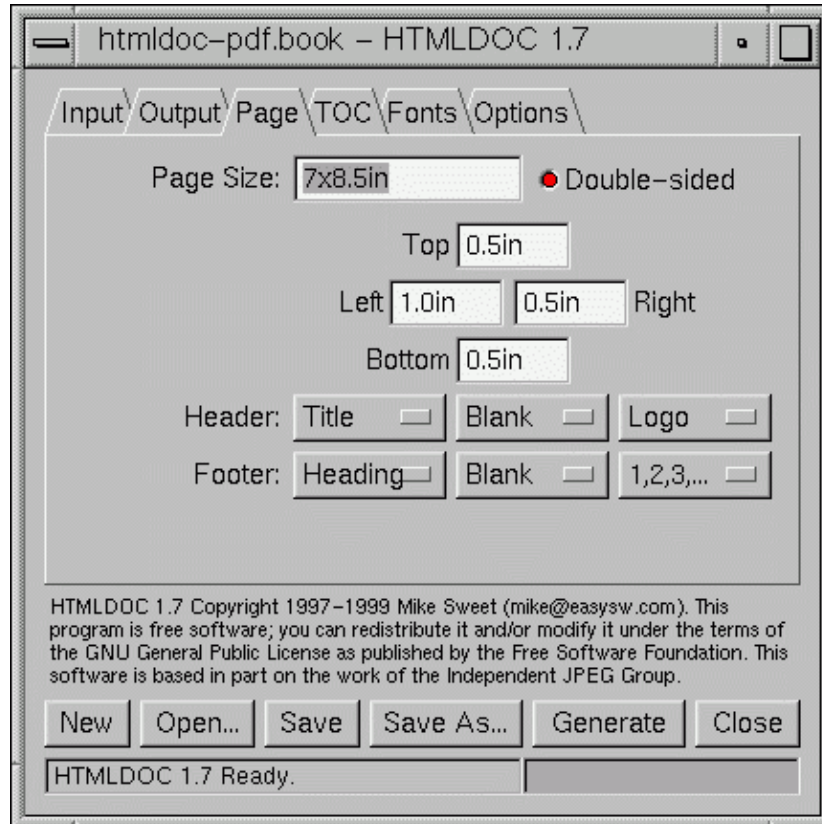 htmldoc-pdf.book - HTMLDOC 1.7
Input Output Page TOC Fonts Options
Page Size: 7x8.5in Double-sided
Top 0.5in
Left 1.0in 0.5in Right
Bottom 0.5in
Header: Title Blank Logo
Footer: Heading Blank 1,2,3,...
HTMLDOC 1.7 Copyright 1997-1999 Mike Sweet (mike@easysw.com). This
program is free software; you can redistribute it and/or modify it under the terms of
the GNU General Public License as published by the Free Software Foundation. This
software is based in part on the work of the Independent JPEG Group.
New Open... Save Save As... Generate Close
HTMLDOC 1.7 Ready.